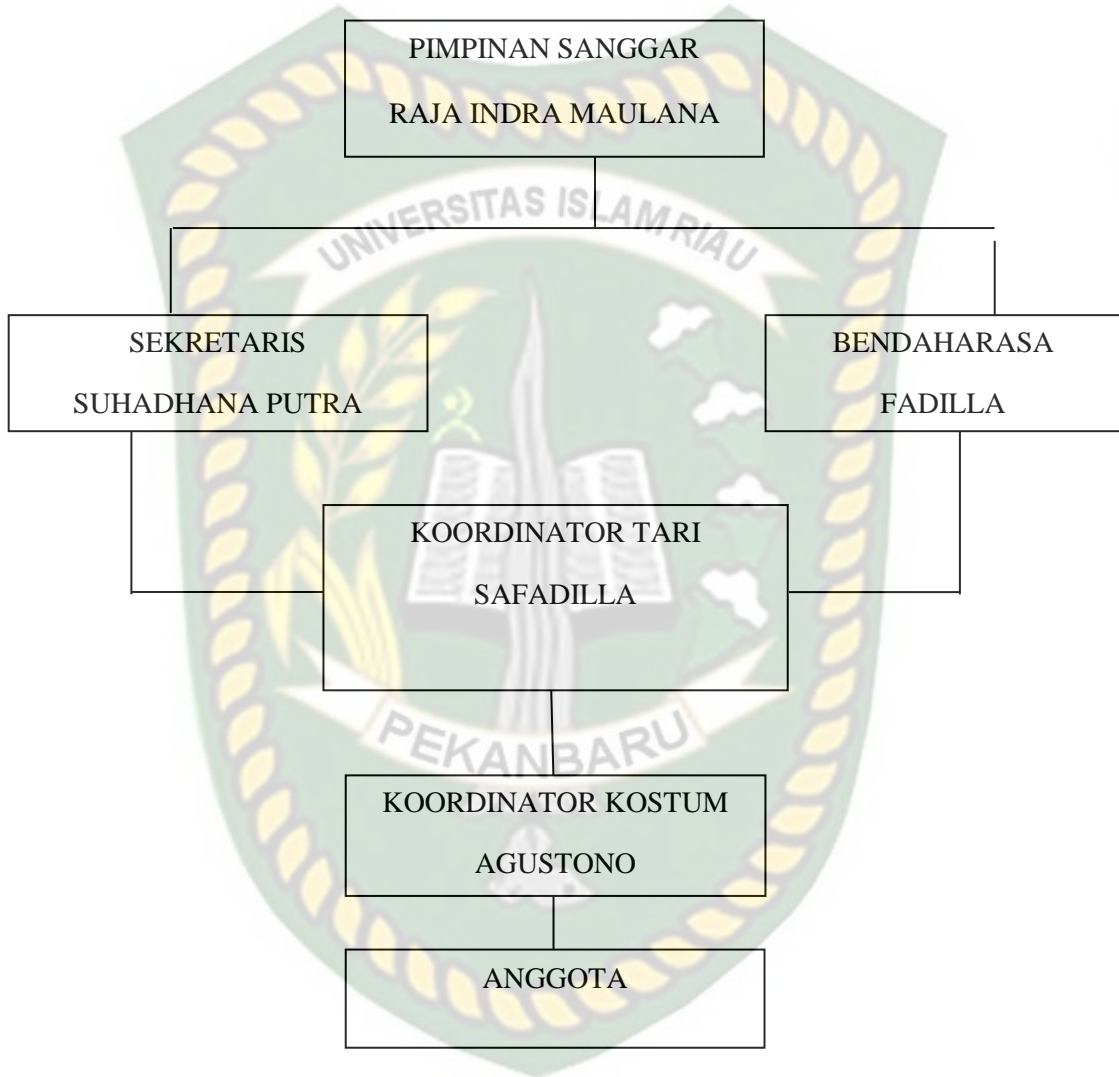 PIMPINAN SANGGAR
RAJA INDRA MAULANA
UNIVERSITAS ISLAM RIAU
SEKRETARIS
SUHADHANA PUTRA
BENDAHARASA
FADILLA
KOORDINATOR TARI
SAFADILLA
PEKANBARU
KOORDINATOR KOSTUM
AGUSTONO
ANGGOTA